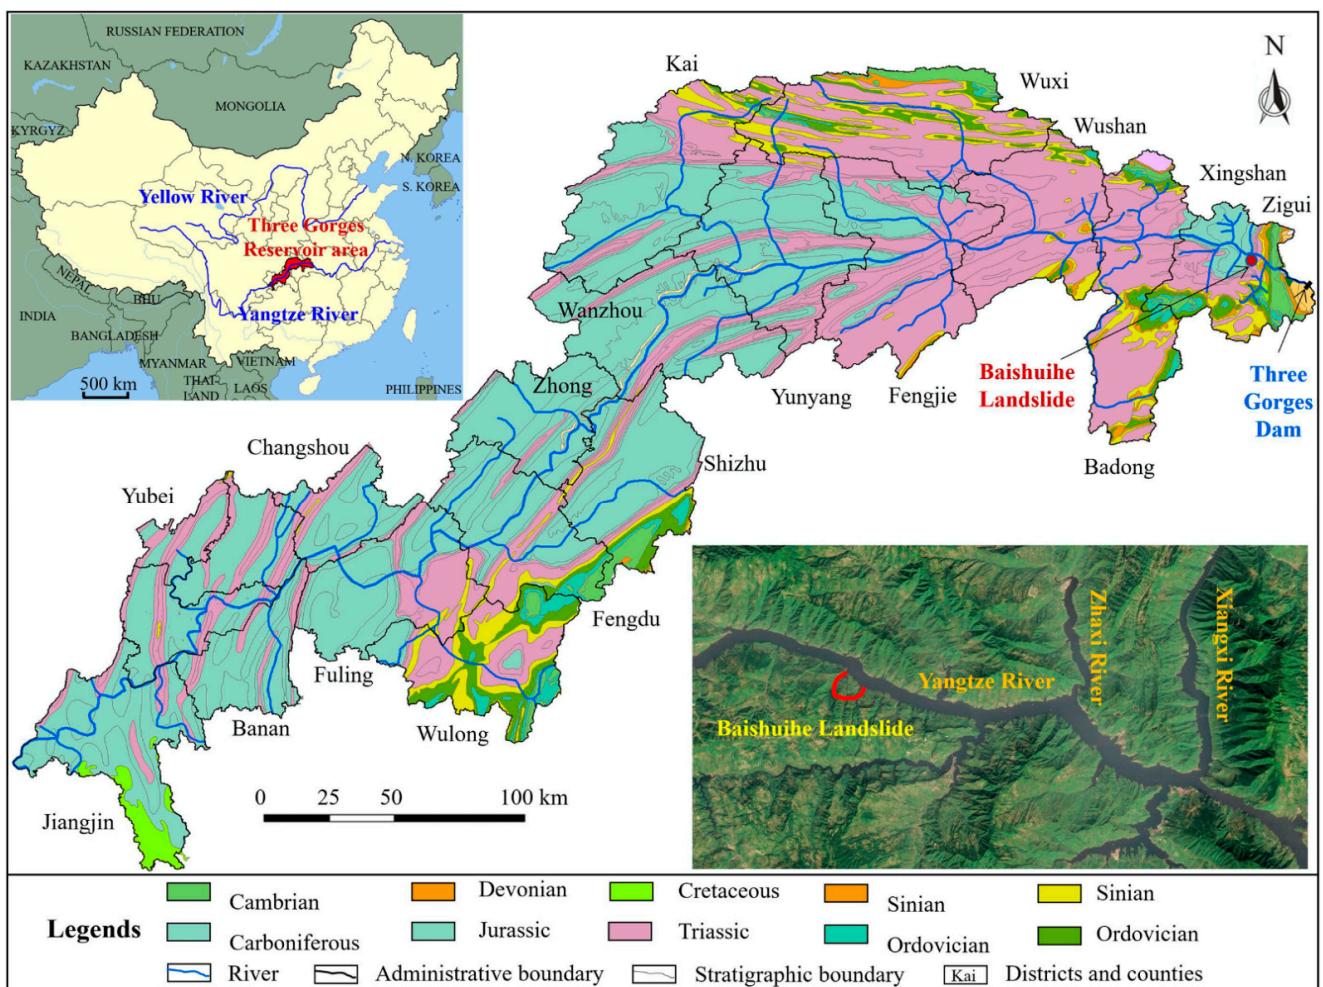 RUSSIAN FEDERATION
KAZAKHSTAN
MONGOLIA
KYRGYZ
N. KOREA
S. KOREA
Yellow River
Three Gorges
Reservoir area
NEPAL
BHU
Yangtze River
INDIA
BANGLADESH
MYANMAR
VIETNAM
THAI-
LAND
LAOS
PHILIPPINES
500 km
N
Kai
Wuxi
Wushan
Xingshan
Zigui
Wanzhou
Zhong
Yunyang
Fengjie
Baishuihe
Landslide
Three
Gorges
Dam
Badong
Changshou
Shizhu
Yubei
Fengdu
Fuling
Banan
Wulong
Jiangjin
0 25 50 100 km
Zhaxi River
Xiangxi River
Yangtze River
Baishuihe Landslide
Legends
Cambrian
Devonian
Cretaceous
Sinian
Sinian
Carboniferous
Jurassic
Triassic
Ordovician
Ordovician
River
Administrative boundary
Stratigraphic boundary
Kai
Districts and counties